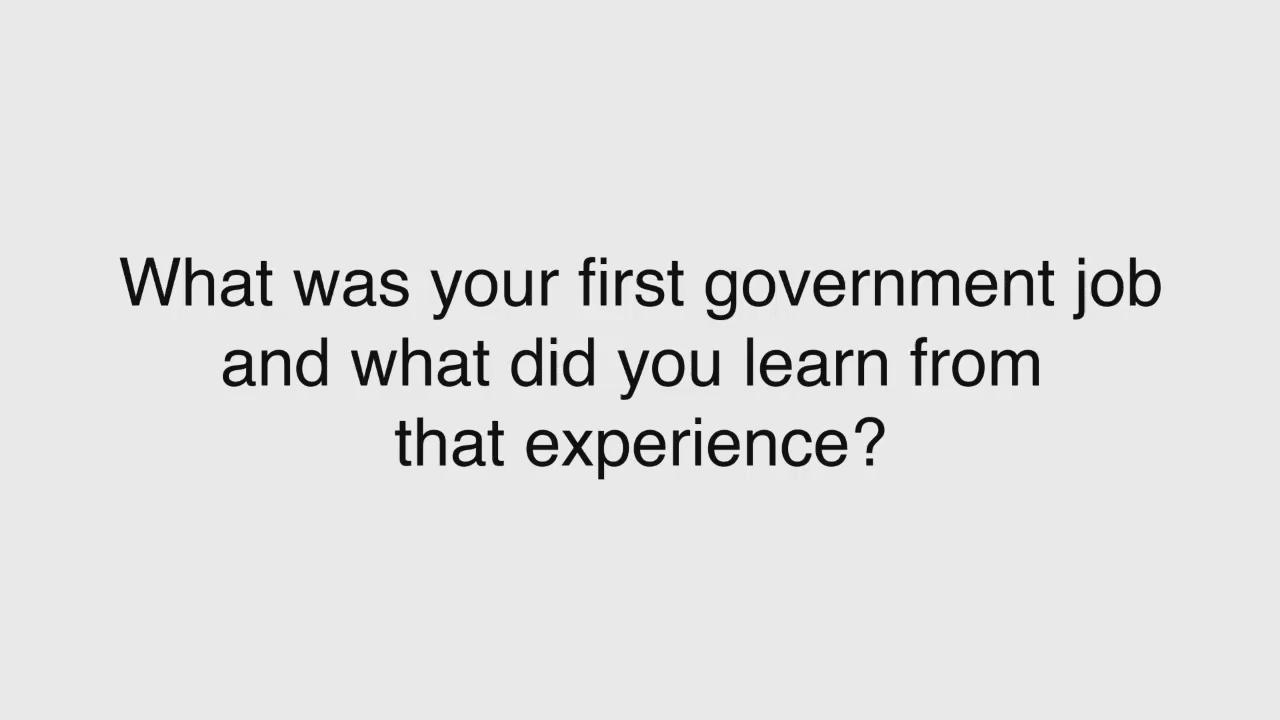 What was your first government job
and what did you learn from
that experience?